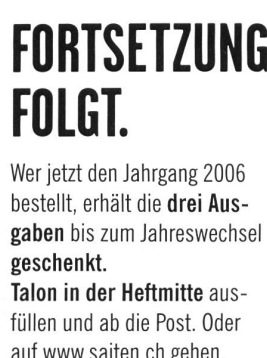 FORTSETZUNG
FOLGT.
Wer jetzt den Jahrgang 2006
bestellt, erhält die drei Aus-
gaben bis zum Jahreswechsel
geschenkt.
Talon in der Heftmitte aus-
füllen und ab die Post. Oder
auf www.saiten.ch gehen.